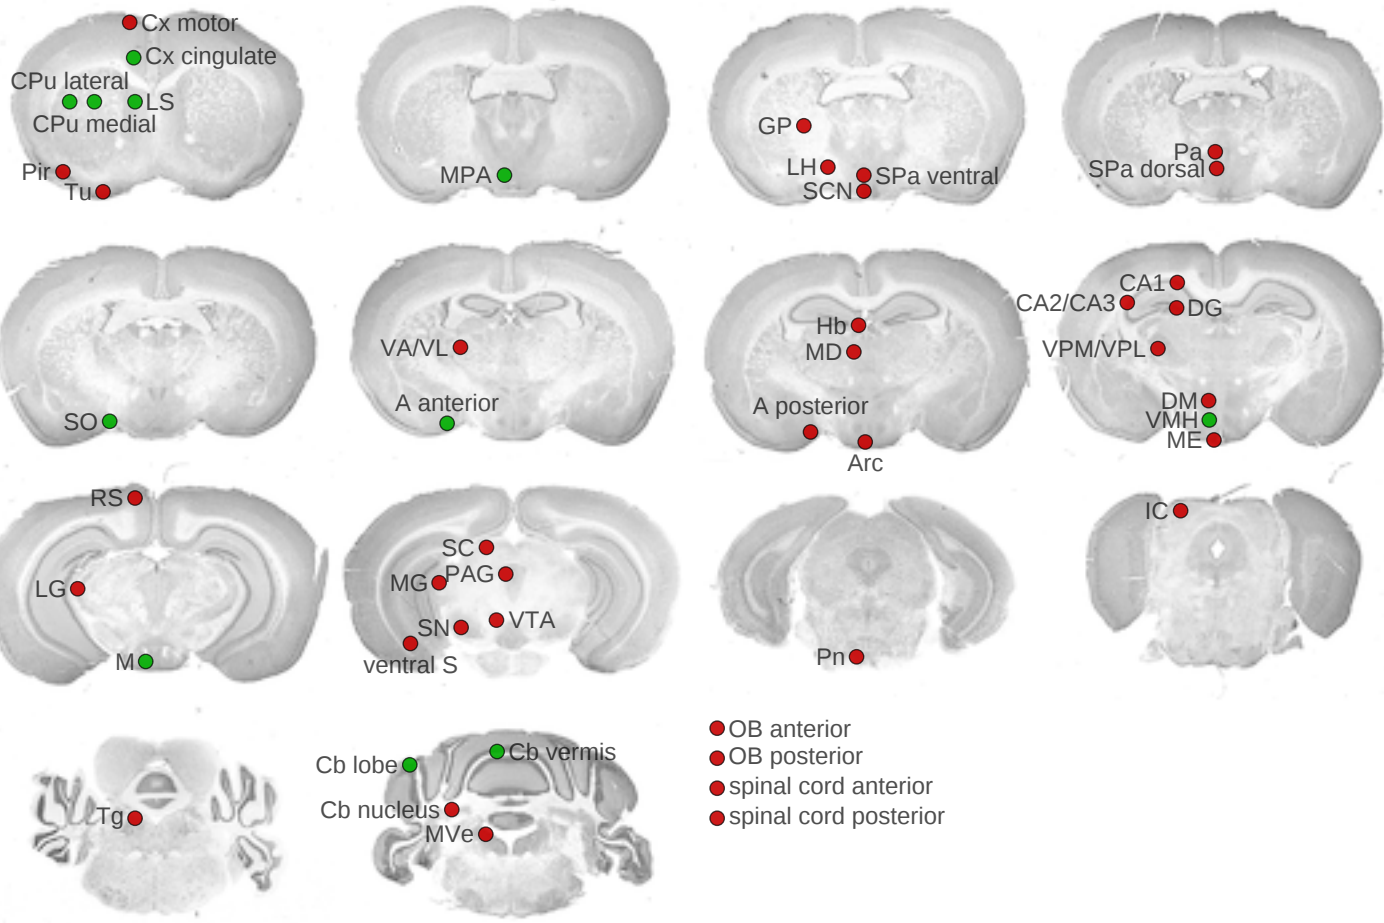 Cx motor
Cx cingulate
CPu lateral
LS
CPu medial
Pir
Tu
MPA
GP
LH
SPa ventral
SCN
Pa
SPa dorsal
SO
VA/VL
A anterior
Hb
MD
A posterior
Arc
CA1
CA2/CA3
DG
VPM/VPL
DM
VMH
ME
RS
LG
M
SC
MG
PAG
SN
VTA
ventral S
Pn
IC
Tg
Cb lobe
Cb vermis
Cb nucleus
MVe
OB anterior
OB posterior
spinal cord anterior
spinal cord posterior